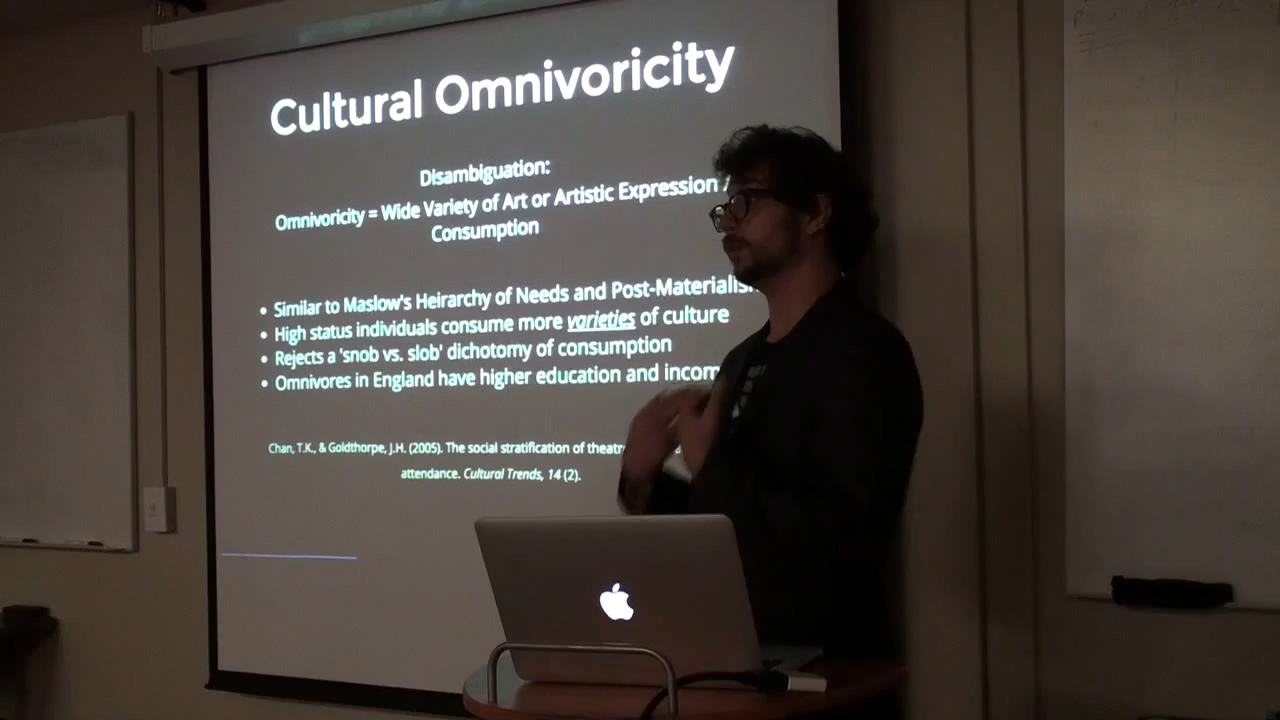 Cultural Omnivoricity
Disambiguation:
Omnivoricity = Wide Variety of Art or Artistic Expression
Consumption
• Similar to Maslow's Heirarchy of Needs and Post-Materialism
• High status individuals consume more varieties of culture
• Rejects a 'snob vs. slob' dichotomy of consumption
• Omnivores in England have higher education and incom
Chan, T.K., & Goldthorpe, J.H. (2005). The social stratification of theatr
attendance. Cultural Trends, 14 (2).